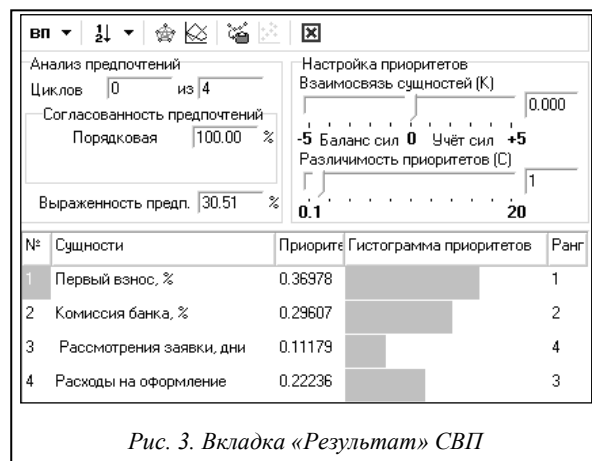 ВП
Анализ предпочтений
Циклов 0 из 4
Согласованность предпочтений
Порядковая 100.00 %
Выраженность предп. 30.51 %
Настройка приоритетов
Взаимосвязь сущностей (К)
0.000
-5 Баланс сил 0 Учёт сил +5
Различимость приоритетов (С)
1
0.1 20
№ Сущности Приорите Гистограмма приоритетов Ранг
1 Первый взнос, % 0.36978 1
2 Комиссия банка, % 0.29607 2
3 Рассмотрения заявки, дни 0.11179 4
4 Расходы на оформление 0.22236 3
Рис. 3. Вкладка «Результат» СВП